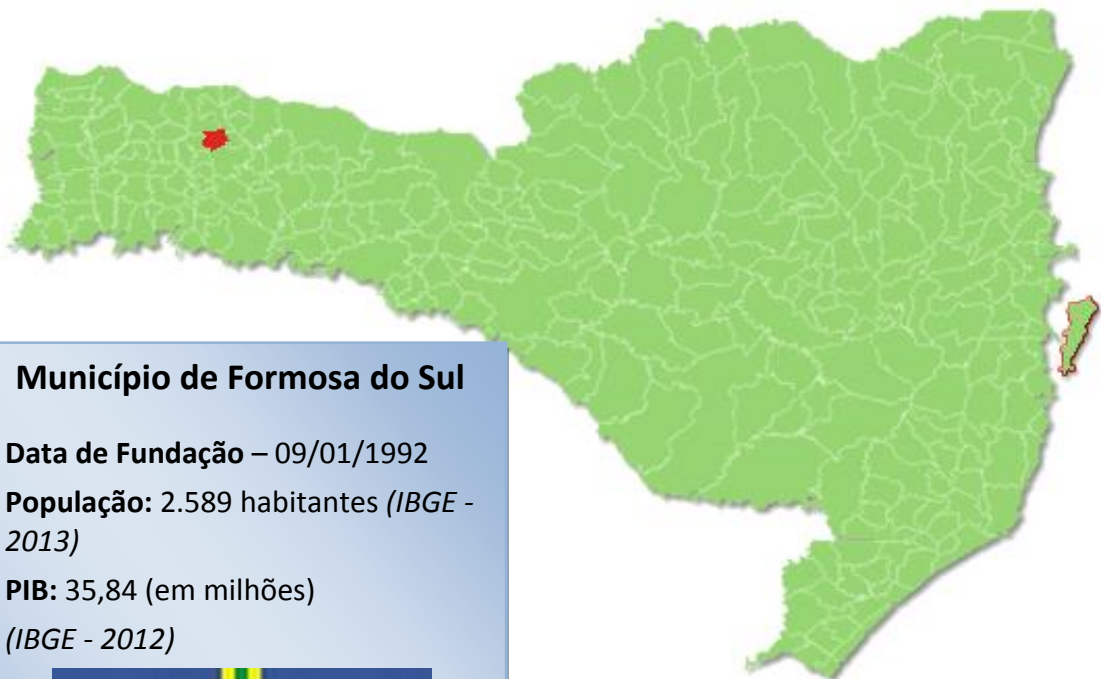 Município de Formosa do Sul
Data de Fundação – 09/01/1992
População: 2.589 habitantes (IBGE -
2013)
PIB: 35,84 (em milhões)
(IBGE - 2012)